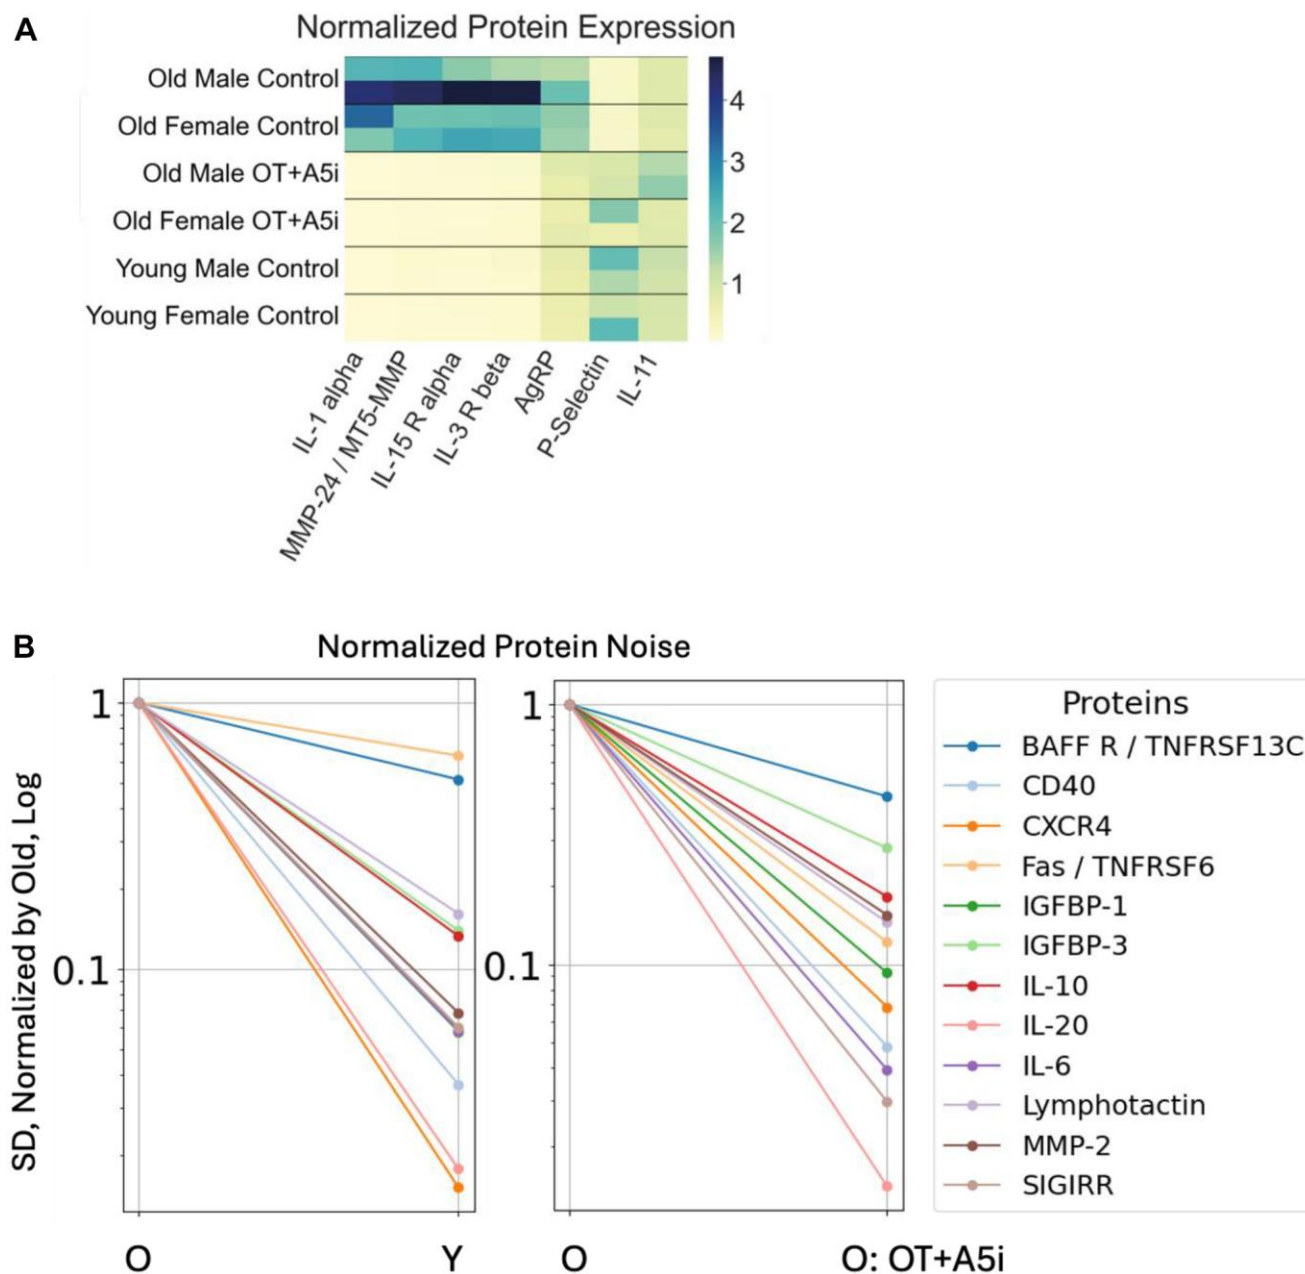 A
Normalized Protein Expression
Old Male Control
Old Female Control
Old Male OT+A5i
Old Female OT+A5i
Young Male Control
Young Female Control
4
3
2
1
IL-1 alpha
MMP-24 / MT5-MMP
IL-15 R alpha
IL-3 R beta
AgRP
P-Selectin
IL-11
B
Normalized Protein Noise
SD, Normalized by Old, Log
1
0.1
O
Y
1
0.1
O
O: OT+A5i
Proteins
BAFF R / TNFRSF13C
CD40
CXCR4
Fas / TNFRSF6
IGFBP-1
IGFBP-3
IL-10
IL-20
IL-6
Lymphotactin
MMP-2
SIGIRR